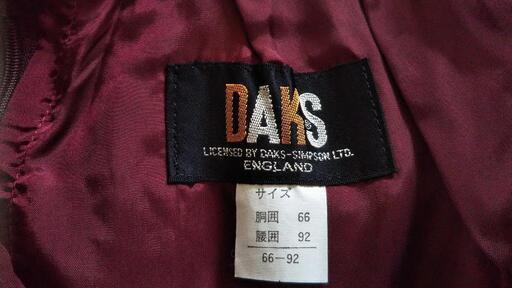 DAKS
LICENSED BY DAKS-SIMPSON LTD.
ENGLAND
サイズ
胴囲 66
腰囲 92
66-92